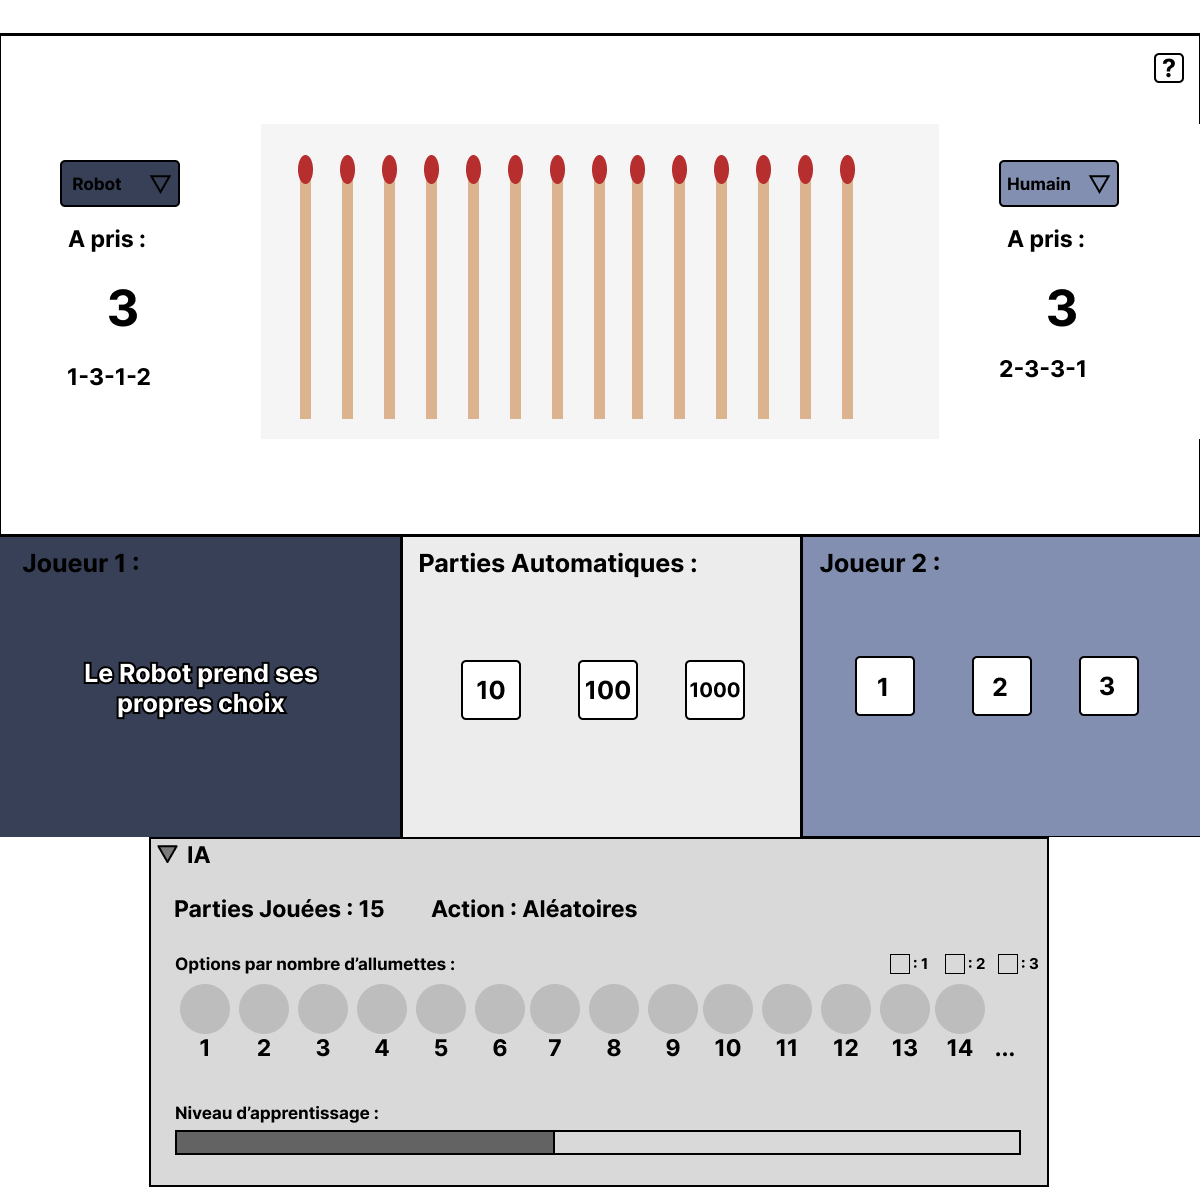 ?
Robot
Humain
A pris :
A pris :
3
3
1-3-1-2
2-3-3-1
Joueur 1 :
Le Robot prend ses
propres choix
Parties Automatiques :
10
100
1000
Joueur 2 :
1
2
3
IA
Parties Jouées : 15
Action : Aléatoires
Options par nombre d’allumettes :
: 1
: 2
: 3
1 2 3 4 5 6 7 8 9 10 11 12 13 14 ...
Niveau d’apprentissage :